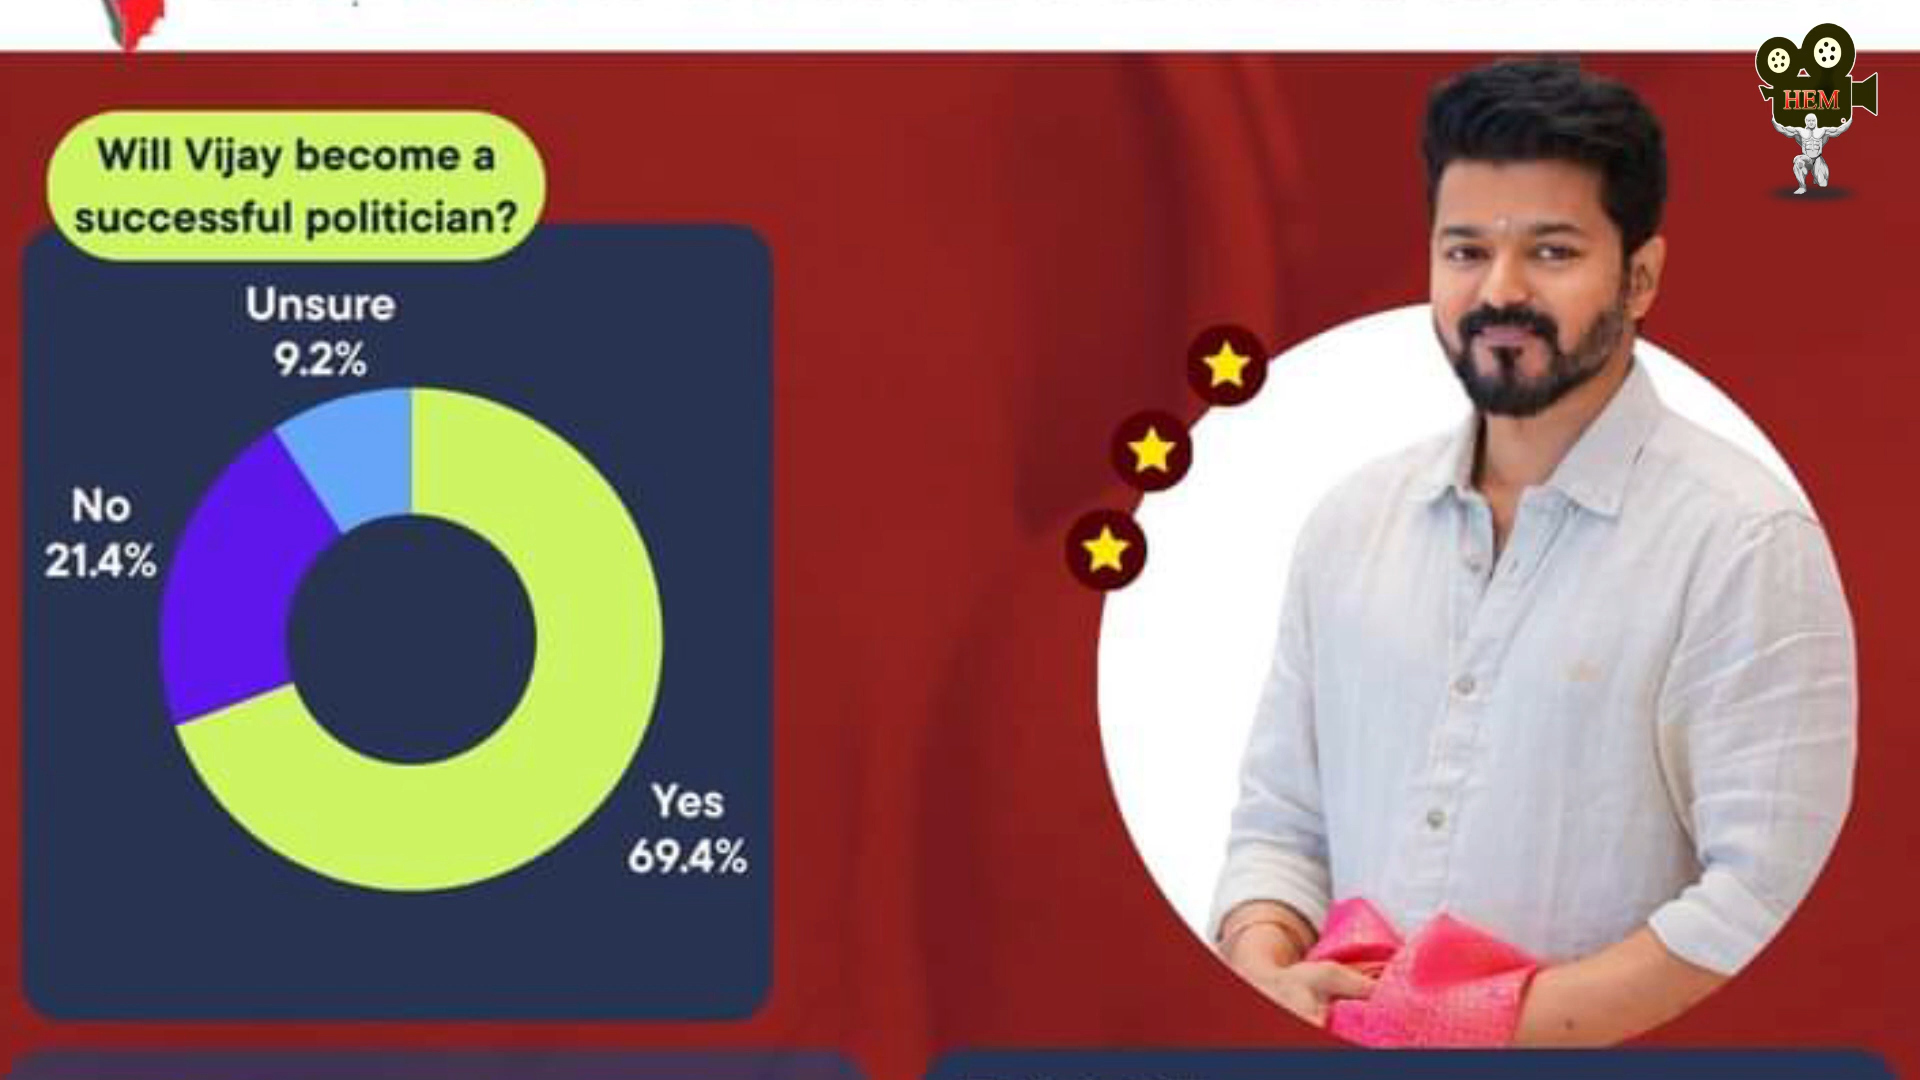 HEM
Will Vijay become a
successful politician?
Unsure
9.2%
No
21.4%
Yes
69.4%